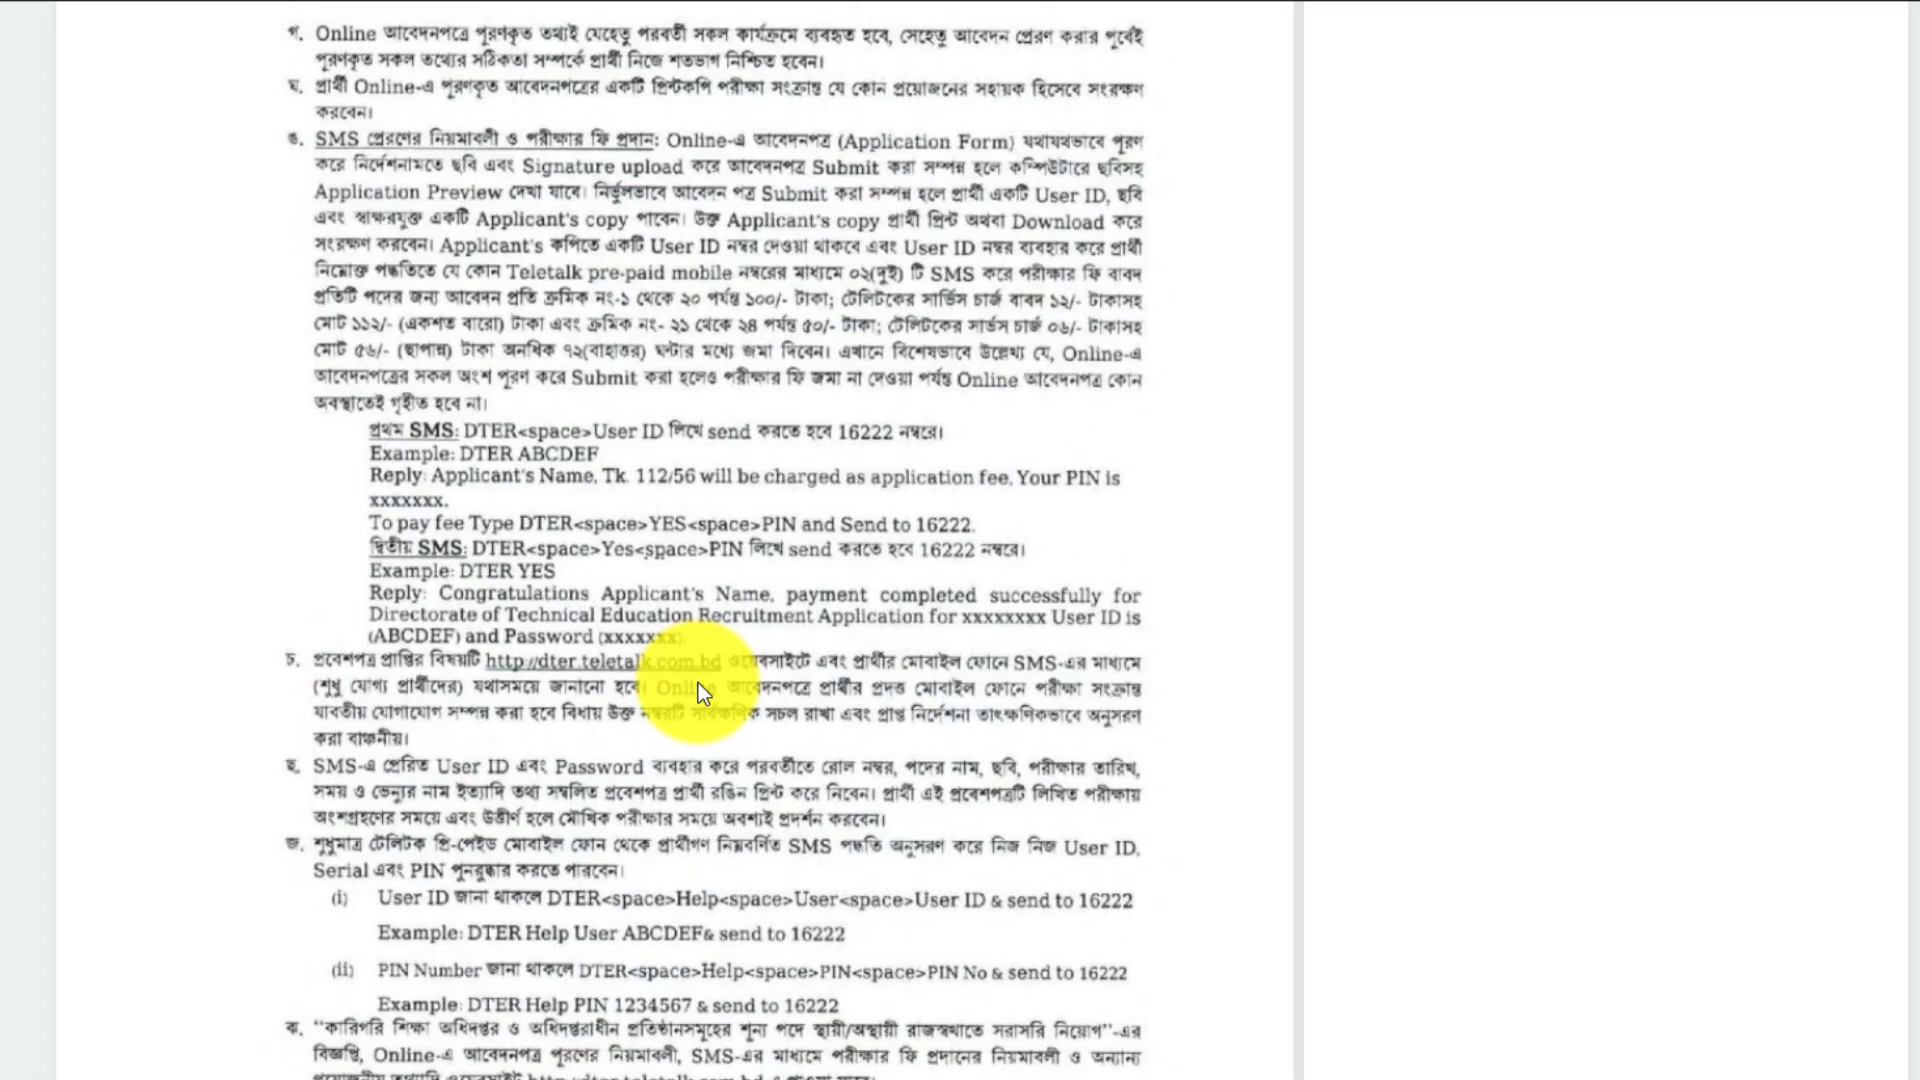 গ. Online আবেদনপত্রে পূরণকৃত তথ্যই যেহেতু পরবর্তী সকল কার্যক্রমে ব্যবহৃত হবে, সেহেতু আবেদন প্রেরণ করার পূর্বেই
পূরণকৃত সকল তথ্যের সঠিকতা সম্পর্কে প্রার্থী নিজে শতভাগ নিশ্চিত হবেন।
ঘ. প্রার্থী Online-এ পূরণকৃত আবেদনপত্রের একটি প্রিন্টকপি পরীক্ষা সংক্রান্ত যে কোন প্রয়োজনের সহায়ক হিসেবে সংরক্ষণ
করবেন।
ঙ. SMS প্রেরণের নিয়মাবলী ও পরীক্ষার ফি প্রদান: Online-এ আবেদনপত্র (Application Form) যথাযথভাবে পূরণ
করে নির্দেশনামতে ছবি এবং Signature upload করে আবেদনপত্র Submit করা সম্পন্ন হলে কম্পিউটারে ছবিসহ
Application Preview দেখা যাবে। নির্ভুলভাবে আবেদন পত্র Submit করা সম্পন্ন হলে প্রার্থী একটি User ID, ছবি
এবং স্বাক্ষরযুক্ত একটি Applicant's copy পাবেন। উক্ত Applicant's copy প্রার্থী প্রিন্ট অথবা Download করে
সংরক্ষণ করবেন। Applicant's কপিতে একটি User ID নম্বর দেওয়া থাকবে এবং User ID নম্বর ব্যবহার করে প্রার্থী
নিম্নোক্ত পদ্ধতিতে যে কোন Teletalk pre-paid mobile নম্বরের মাধ্যমে ০২(দুই) টি SMS করে পরীক্ষার ফি বাবদ
প্রতিটি পদের জন্য আবেদন প্রতি ক্রমিক নং-১ থেকে ২০ পর্যন্ত ১০০/- টাকা; টেলিটকের সার্ভিস চার্জ বাবদ ১২/- টাকাসহ
মোট ১১২/- (একশত বারো) টাকা এবং ক্রমিক নং- ২১ থেকে ২৪ পর্যন্ত ৫০/- টাকা; টেলিটকের সার্ভস চার্জ ০৬/- টাকাসহ
মোট ৫৬/- (ছাপান্ন) টাকা অনধিক ৭২(বাহাত্তর) ঘন্টার মধ্যে জমা দিবেন। এখানে বিশেষভাবে উল্লেখ্য যে, Online-এ
আবেদনপত্রের সকল অংশ পূরণ করে Submit করা হলেও পরীক্ষার ফি জমা না দেওয়া পর্যন্ত Online আবেদনপত্র কোন
অবস্থাতেই গৃহীত হবে না।
প্রথম SMS: DTER<space>User ID লিখে send করতে হবে 16222 নম্বরে।
Example: DTER ABCDEF
Reply: Applicant's Name, Tk. 112/56 will be charged as application fee, Your PIN is
xxxxxxx.
To pay fee Type DTER<space>YES<space>PIN and Send to 16222.
দ্বিতীয় SMS: DTER<space>Yes<space>PIN লিখে send করতে হবে 16222 নম্বরে।
Example: DTER YES
Reply: Congratulations Applicant's Name, payment completed successfully for
Directorate of Technical Education Recruitment Application for xxxxxxxx User ID is
(ABCDEF) and Password (xxxxxxx).
চ. প্রবেশপত্র প্রাপ্তির বিষয়টি http://dter.teletalk.com.bd ওয়েবসাইটে এবং প্রার্থীর মোবাইল ফোনে SMS-এর মাধ্যমে
(শুধু যোগ্য প্রার্থীদের) যথাসময়ে জানানো হবে। Online আবেদনপত্রে প্রার্থীর প্রদত্ত মোবাইল ফোনে পরীক্ষা সংক্রান্ত
যাবতীয় যোগাযোগ সম্পন্ন করা হবে বিধায় উক্ত নম্বরটি সার্বক্ষণিক সচল রাখা এবং প্রাপ্ত নির্দেশনা তাৎক্ষণিকভাবে অনুসরণ
করা বাঞ্চনীয়।
ছ. SMS-এ প্রেরিত User ID এবং Password ব্যবহার করে পরবর্তীতে রোল নম্বর, পদের নাম, ছবি, পরীক্ষার তারিখ,
সময় ও ভেন্যুর নাম ইত্যাদি তথ্য সম্বলিত প্রবেশপত্র প্রার্থী রঙিন প্রিন্ট করে নিবেন। প্রার্থী এই প্রবেশপত্রটি লিখিত পরীক্ষায়
অংশগ্রহণের সময়ে এবং উত্তীর্ণ হলে মৌখিক পরীক্ষার সময়ে অবশ্যই প্রদর্শন করবেন।
জ. শুধুমাত্র টেলিটক প্রি-পেইড মোবাইল ফোন থেকে প্রার্থীগণ নিম্নবর্ণিত SMS পদ্ধতি অনুসরণ করে নিজ নিজ User ID,
Serial এবং PIN পুনরুদ্ধার করতে পারবেন।
(i) User ID জানা থাকলে DTER<space>Help<space>User<space>User ID & send to 16222
Example: DTER Help User ABCDEF& send to 16222
(ii) PIN Number জানা থাকলে DTER<space>Help<space>PIN<space>PIN No & send to 16222
Example: DTER Help PIN 1234567 & send to 16222
ঝ. "কারিগরি শিক্ষা অধিদপ্তর ও অধিদপ্তরাধীন প্রতিষ্ঠানসমূহের শূন্য পদে স্থায়ী/অস্থায়ী রাজস্বখাতে সরাসরি নিয়োগ"-এর
বিজ্ঞপ্তি, Online-এ আবেদনপত্র পূরণের নিয়মাবলী, SMS-এর মাধ্যমে পরীক্ষার ফি প্রদানের নিয়মাবলী ও অন্যান্য
প্রয়োজনীয় তথ্যাদি ওয়েবসাইট http://dter.teletalk.com.bd এ পাওয়া যাবে।